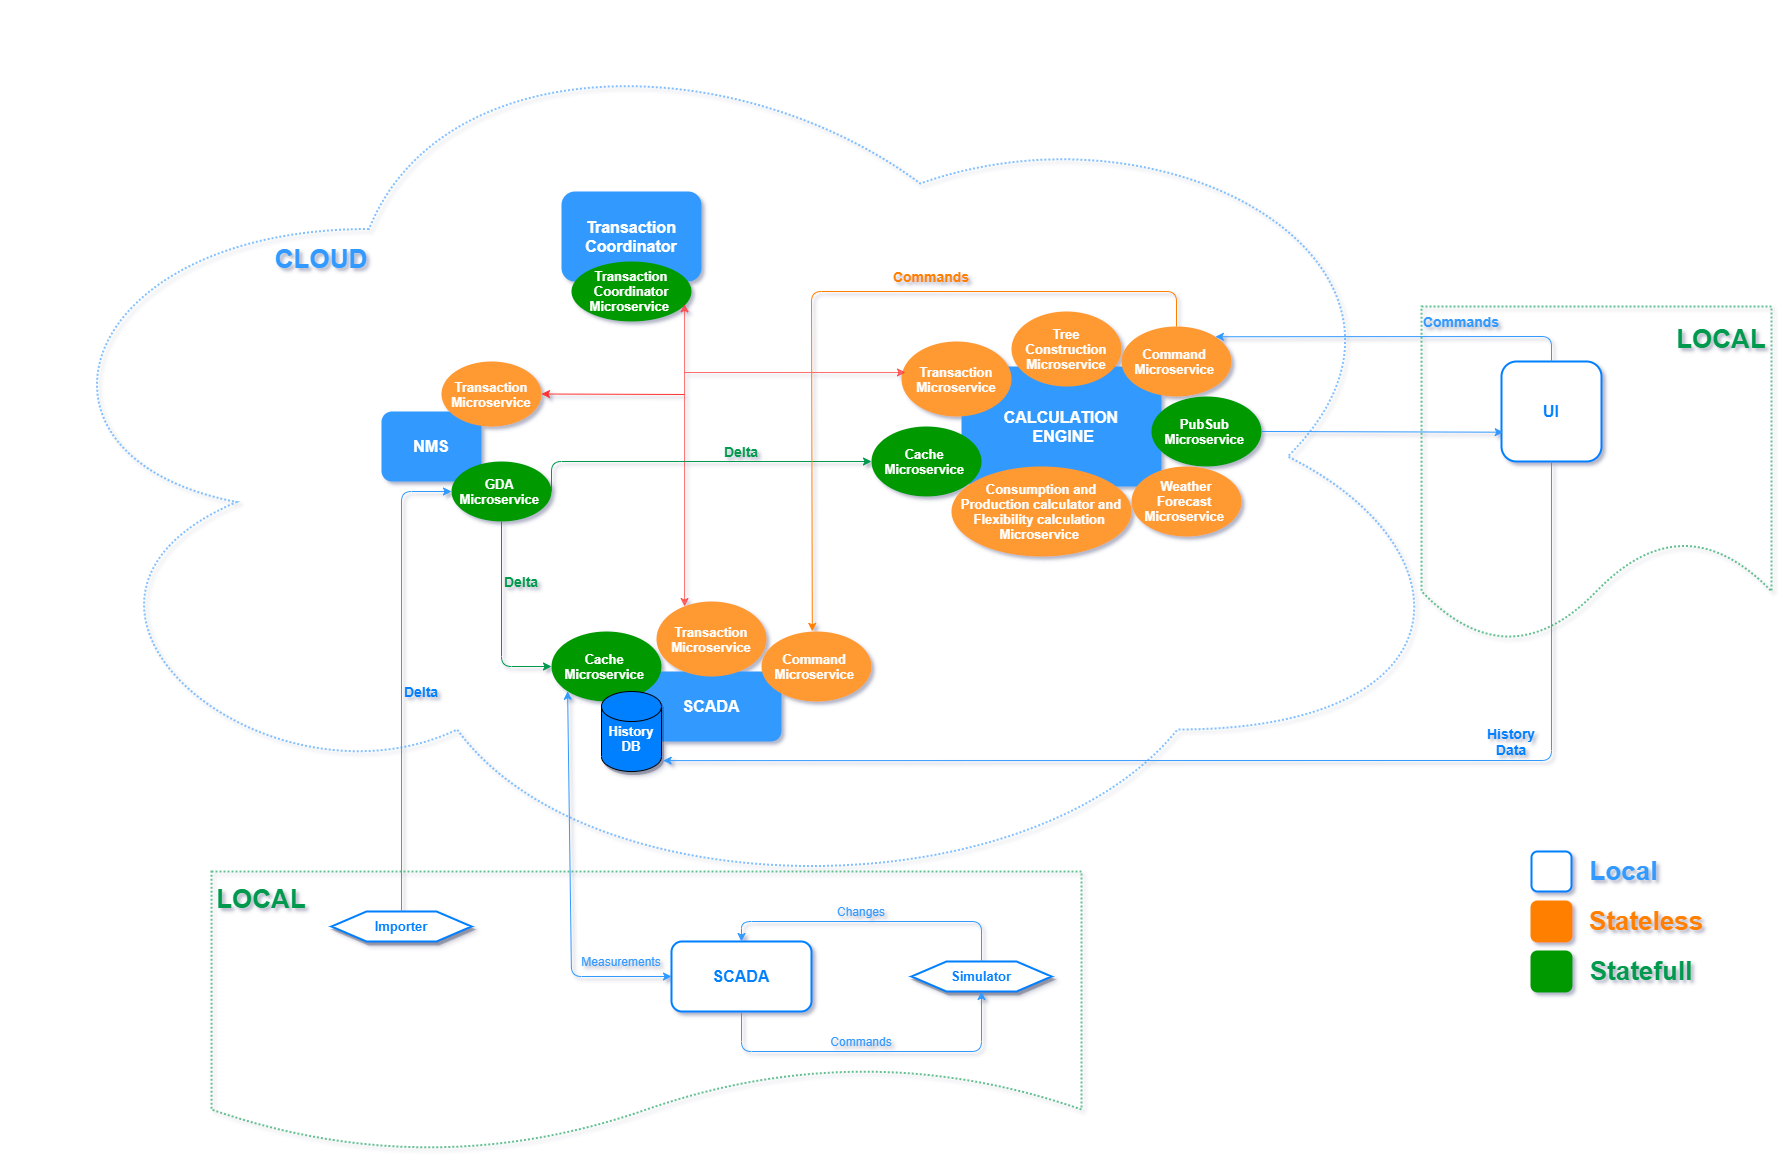 CLOUD
Transaction
Coordinator
Transaction
Coordinator
Microservice
Commands
Commands
LOCAL
Tree
Construction
Microservice
Command
Microservice
Transaction
Microservice
Transaction
Microservice
CALCULATION
ENGINE
PubSub
Microservice
UI
NMS
Delta
Cache
Microservice
GDA
Microservice
Consumption and
Production calculator and
Flexibility calculation
Microservice
Weather
Forecast
Microservice
Delta
Transaction
Microservice
Cache
Microservice
Command
Microservice
Delta
SCADA
History
DB
History
Data
LOCAL
Importer
Changes
Measurements
SCADA
Simulator
Commands
Local
Stateless
Statefull